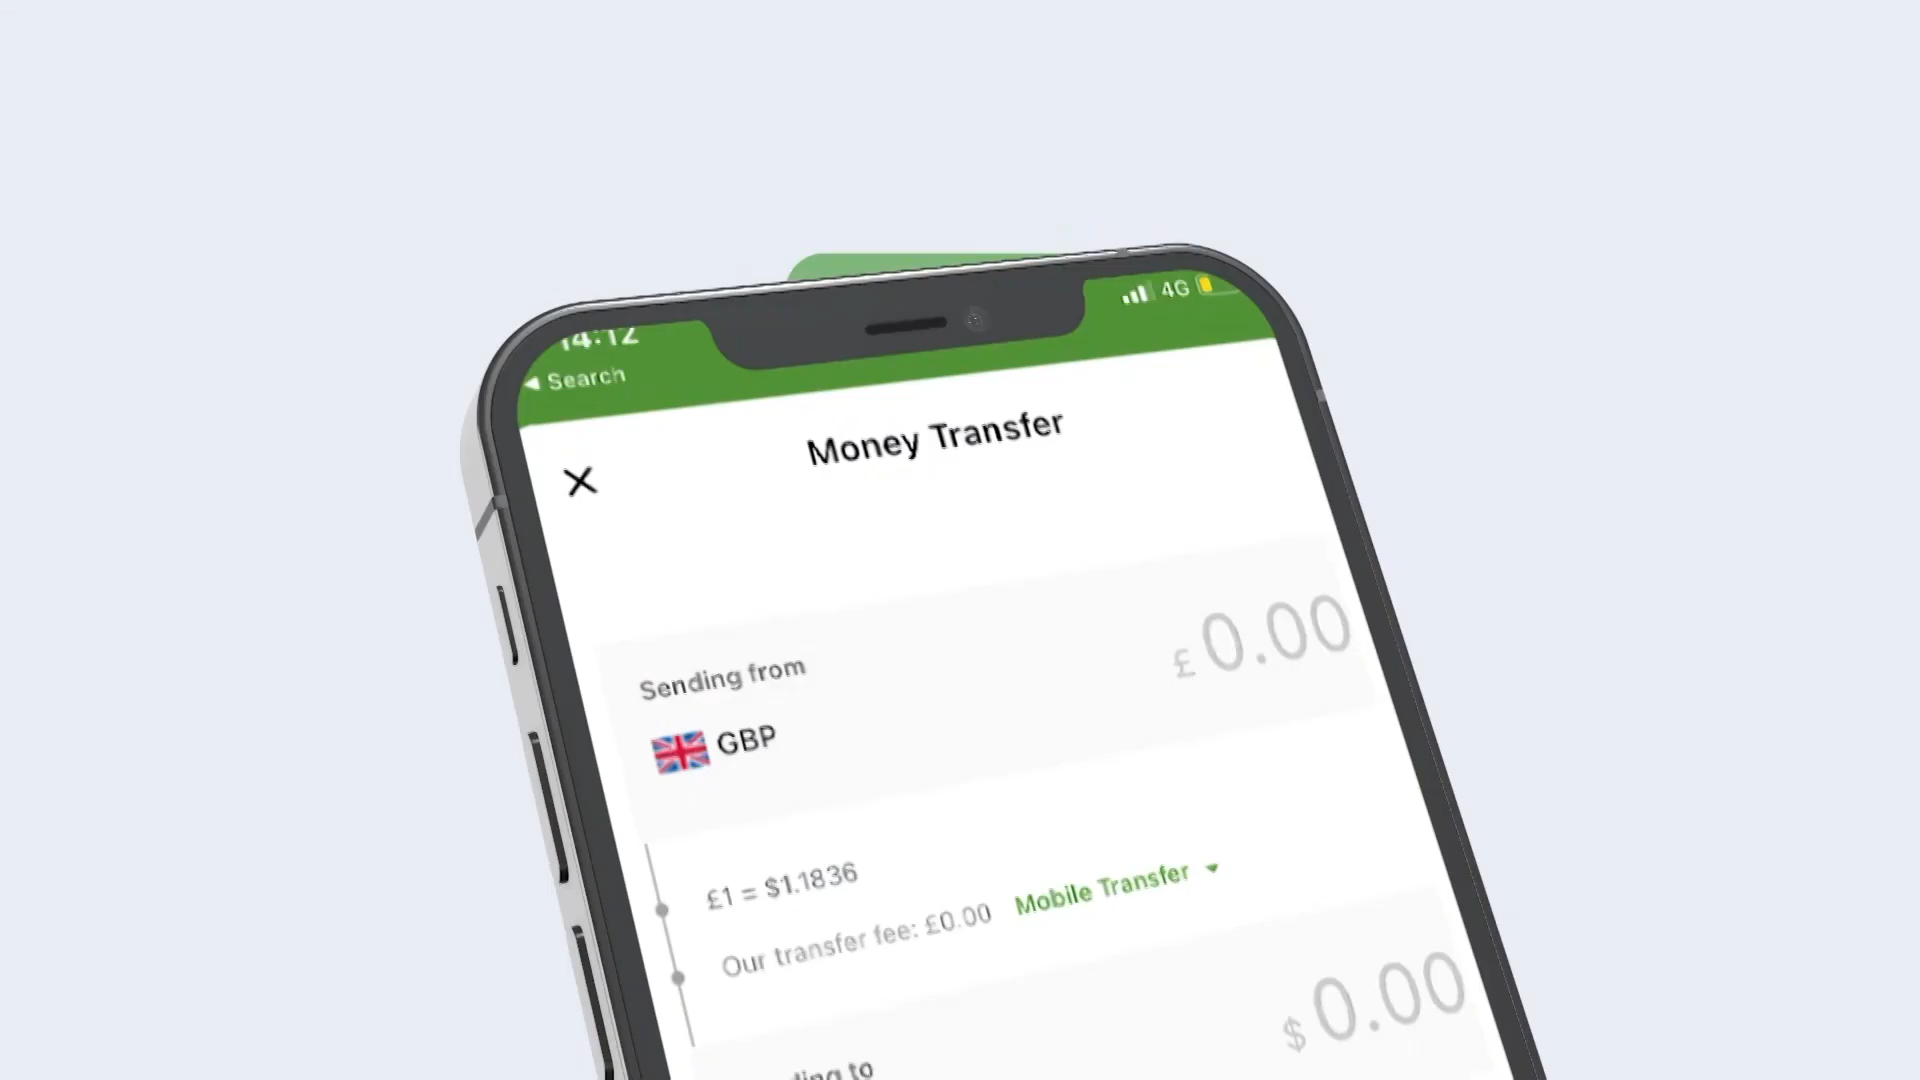 14:12
4G
◀ Search
Money Transfer
£ 0.00
Sending from
GBP
£1 = $1.1836
Our transfer fee: £0.00 Mobile Transfer
$ 0.00
to